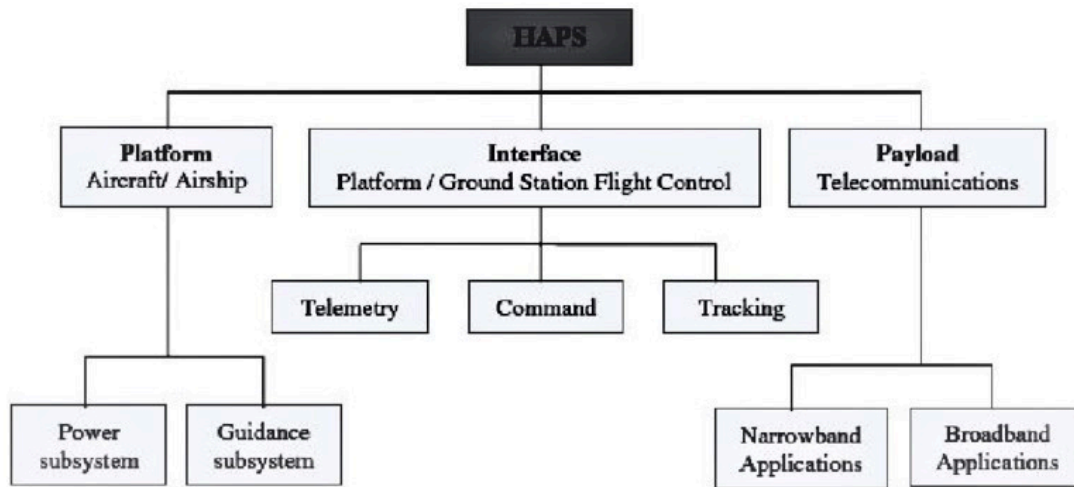 HAPS
Platform
Aircraft/ Airship
Interface
Platform / Ground Station Flight Control
Payload
Telecommunications
Telemetry
Command
Tracking
Power
subsystem
Guidance
subsystem
Narrowband
Applications
Broadband
Applications